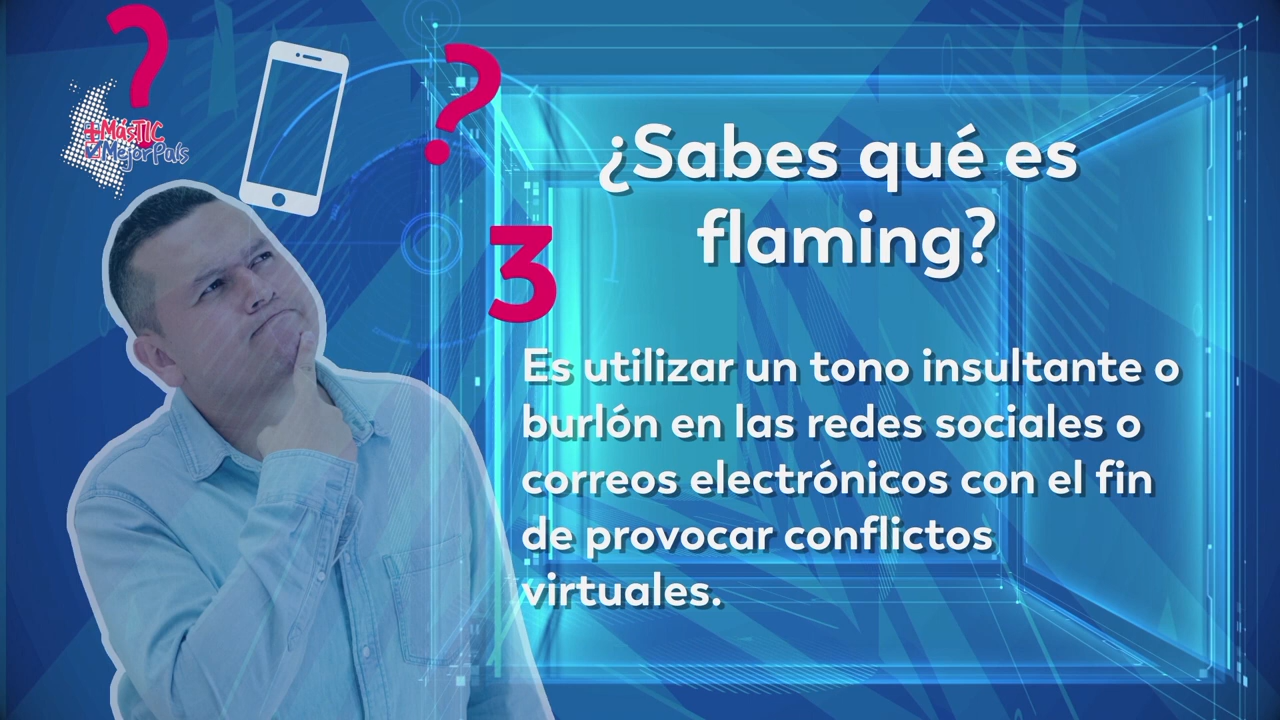 ?
+MásTIC
MejorPaís
?
¿Sabes qué es
flaming?
3
Es utilizar un tono insultante o
burlón en las redes sociales o
correos electrónicos con el fin
de provocar conflictos
virtuales.